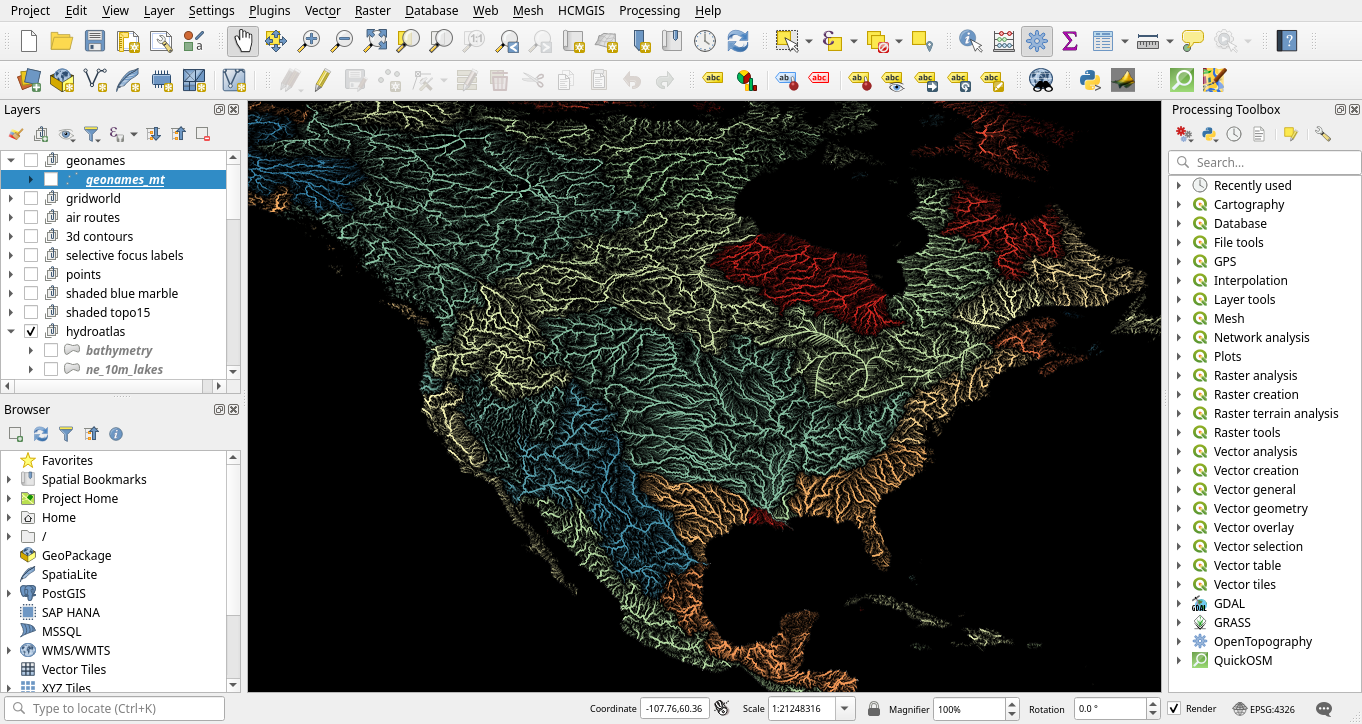 Project Edit View Layer Settings Plugins Vector Raster Database Web Mesh HCMGIS Processing Help
1:1
abc abc abc abc abc abc abc abc abc
Layers
geonames
geonames_mt
gridworld
air routes
3d contours
selective focus labels
points
shaded blue marble
shaded topo15
hydroatlas
bathymetry
ne_10m_lakes
Browser
Favorites
Spatial Bookmarks
Project Home
Home
/
GeoPackage
SpatiaLite
PostGIS
SAP HANA
MSSQL
WMS/WMTS
Vector Tiles
XYZ Tiles
Processing Toolbox
Search...
Recently used
Cartography
Database
File tools
GPS
Interpolation
Layer tools
Mesh
Network analysis
Plots
Raster analysis
Raster creation
Raster terrain analysis
Raster tools
Vector analysis
Vector creation
Vector general
Vector geometry
Vector overlay
Vector selection
Vector table
Vector tiles
GDAL
GRASS
OpenTopography
QuickOSM
Type to locate (Ctrl+K) Coordinate -107.76,60.36 Scale 1:21248316 Magnifier 100% Rotation 0.0 ° Render EPSG:4326